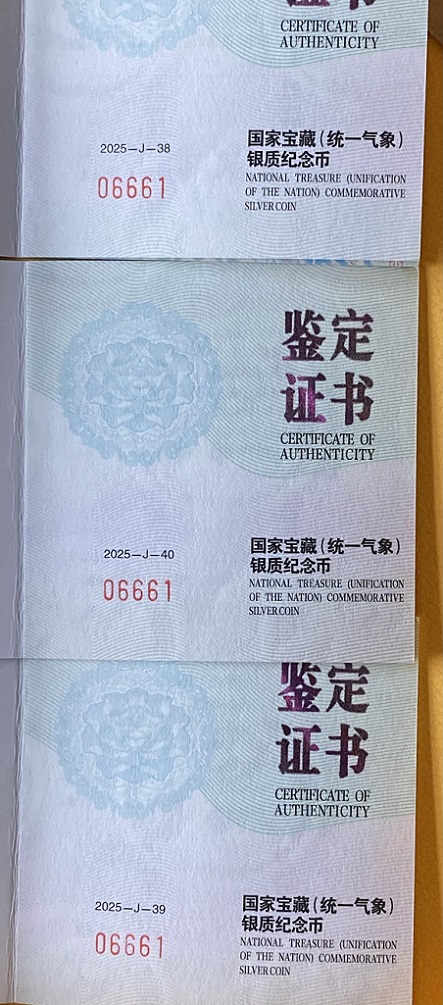 CERTIFICATE OF
AUTHENTICITY
2025-J-38
06661
国家宝藏(统一气象)
银质纪念币
NATIONAL TREASURE (UNIFICATION
OF THE NATION) COMMEMORATIVE
SILVER COIN
鉴定
证书
CERTIFICATE OF
AUTHENTICITY
2025-J-40
06661
国家宝藏(统一气象)
银质纪念币
NATIONAL TREASURE (UNIFICATION
OF THE NATION) COMMEMORATIVE
SILVER COIN
鉴定
证书
CERTIFICATE OF
AUTHENTICITY
2025-J-39
06661
国家宝藏(统一气象)
银质纪念币
NATIONAL TREASURE (UNIFICATION
OF THE NATION) COMMEMORATIVE
SILVER COIN